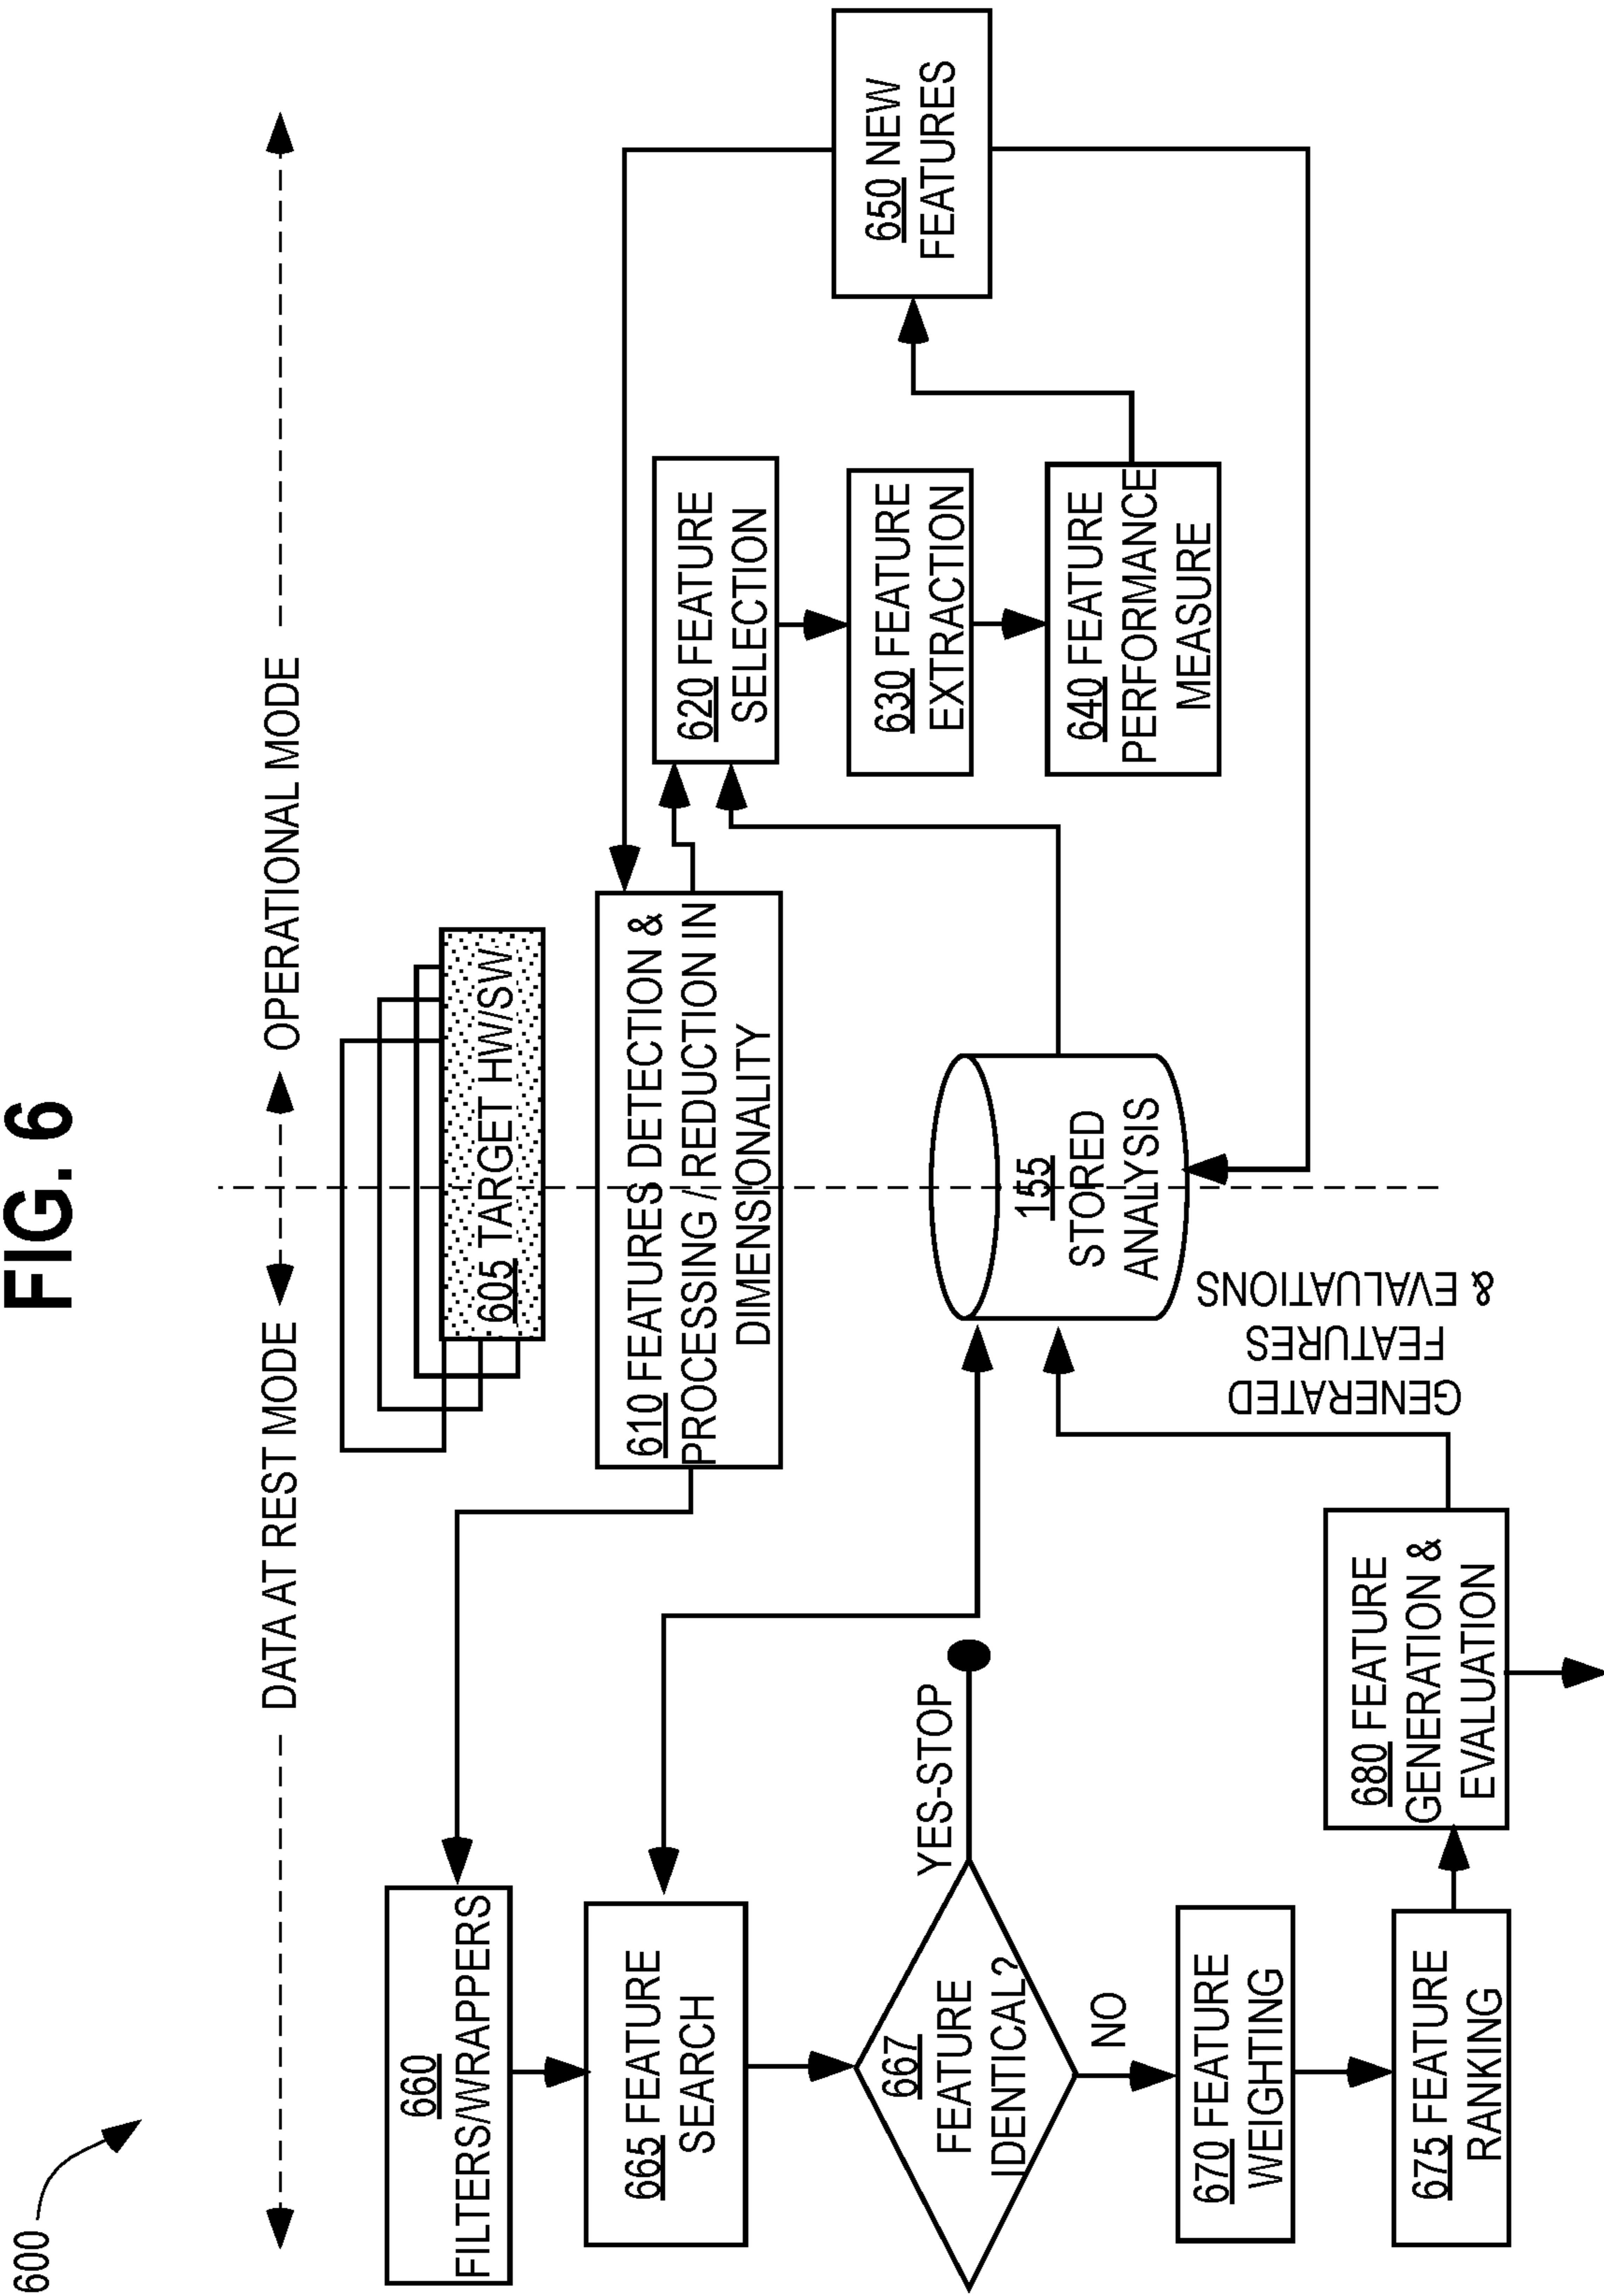 FIG. 6
600
DATA AT REST MODE
OPERATIONAL MODE
605 TARGET HW/SW
610 FEATURES DETECTION &
PROCESSING / REDUCTION IN
DIMENSIONALITY
660
FILTERS/WRAPPERS
665 FEATURE
SEARCH
667
FEATURE
IDENTICAL?
YES-STOP
NO
670 FEATURE
WEIGHTING
675 FEATURE
RANKING
680 FEATURE
GENERATION &
EVALUATION
GENERATED
FEATURES
& EVALUATIONS
155
STORED
ANALYSIS
620 FEATURE
SELECTION
630 FEATURE
EXTRACTION
640 FEATURE
PERFORMANCE
MEASURE
650 NEW
FEATURES